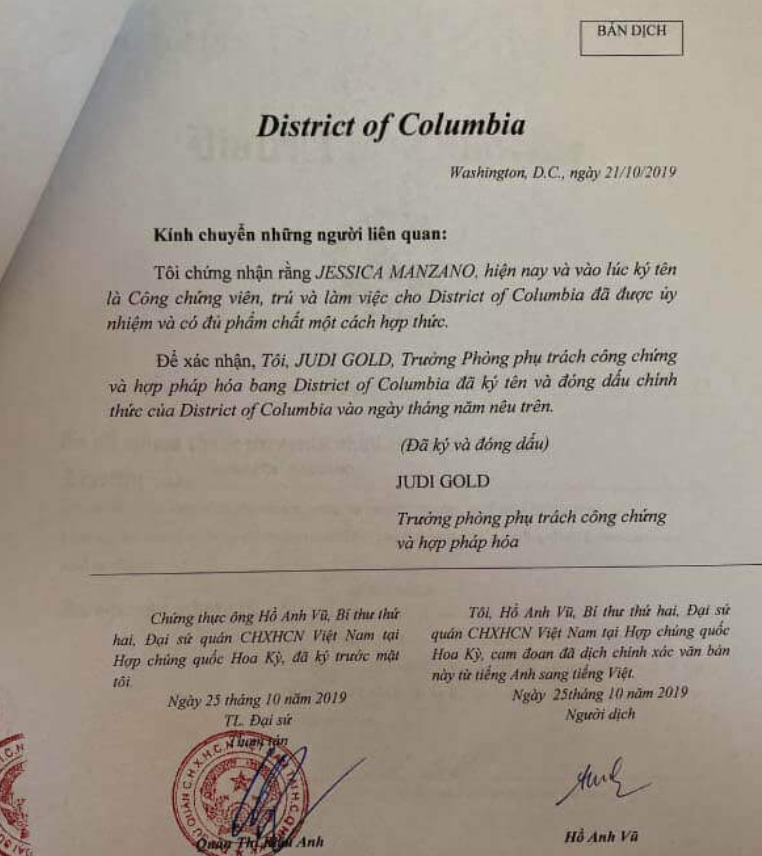 BẢN DỊCH
District of Columbia
Washington, D.C., ngày 21/10/2019
Kính chuyển những người liên quan:
Tôi chứng nhận rằng JESSICA MANZANO, hiện nay và vào lúc ký tên
là Công chứng viên, trú và làm việc cho District of Columbia đã được ủy
nhiệm và có đủ phẩm chất một cách hợp thức.
Để xác nhận, Tôi, JUDI GOLD, Trưởng Phòng phụ trách công chứng
và hợp pháp hóa bang District of Columbia đã ký tên và đóng dấu chính
thức của District of Columbia vào ngày tháng năm nêu trên.
(Đã ký và đóng dấu)
JUDI GOLD
Trưởng phòng phụ trách công chứng
và hợp pháp hóa
Chứng thực ông Hồ Anh Vũ, Bí thư thứ
hai, Đại sứ quán CHXHCN Việt Nam tại
Hợp chúng quốc Hoa Kỳ, đã ký trước mặt
tôi.
Ngày 25 tháng 10 năm 2019
TL. Đại sứ
Tham tán
Quán Thị Anh
Tôi, Hồ Anh Vũ, Bí thư thứ hai, Đại sứ
quán CHXHCN Việt Nam tại Hợp chúng quốc
Hoa Kỳ, cam đoan đã dịch chính xác văn bản
này từ tiếng Anh sang tiếng Việt.
Ngày 25tháng 10 năm 2019
Người dịch
Hồ Anh Vũ